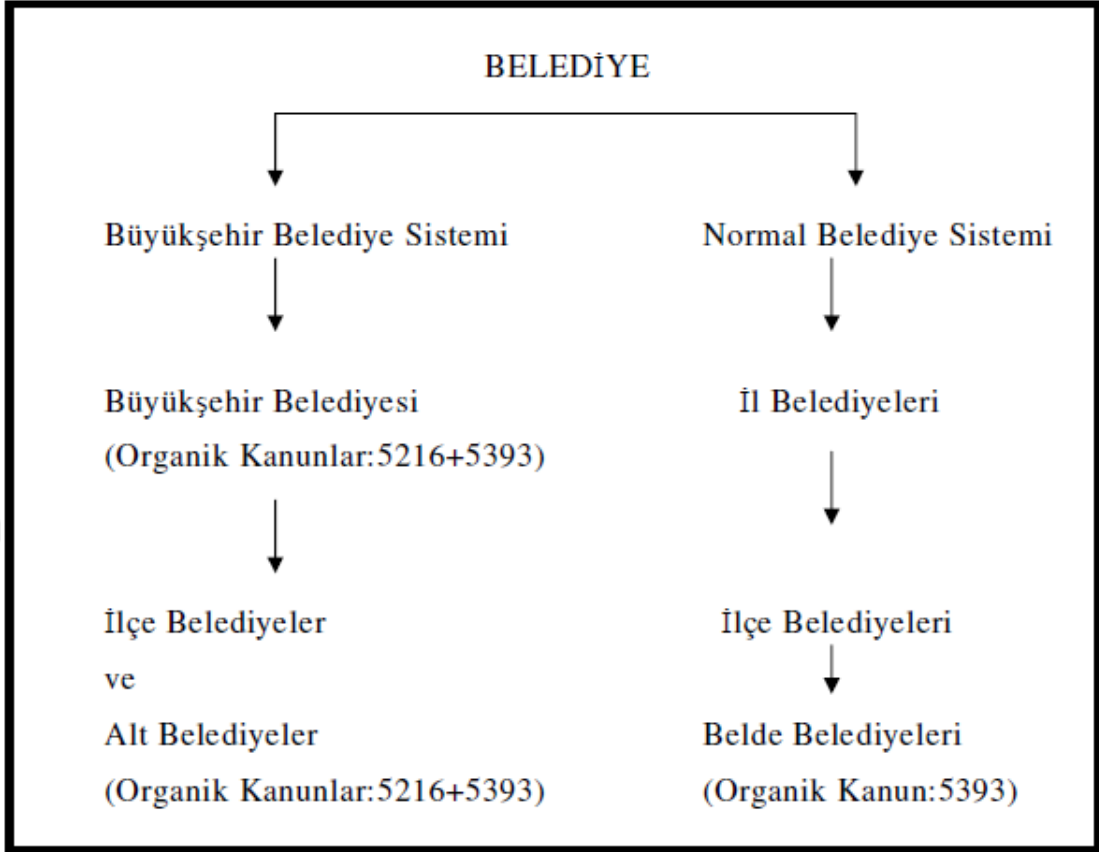 BELEDİYE
Büyükşehir Belediye Sistemi
Normal Belediye Sistemi
Büyükşehir Belediyesi
(Organik Kanunlar:5216+5393)
İl Belediyeleri
İlçe Belediyeler
ve
Alt Belediyeler
(Organik Kanunlar:5216+5393)
İlçe Belediyeleri
Belde Belediyeleri
(Organik Kanun:5393)